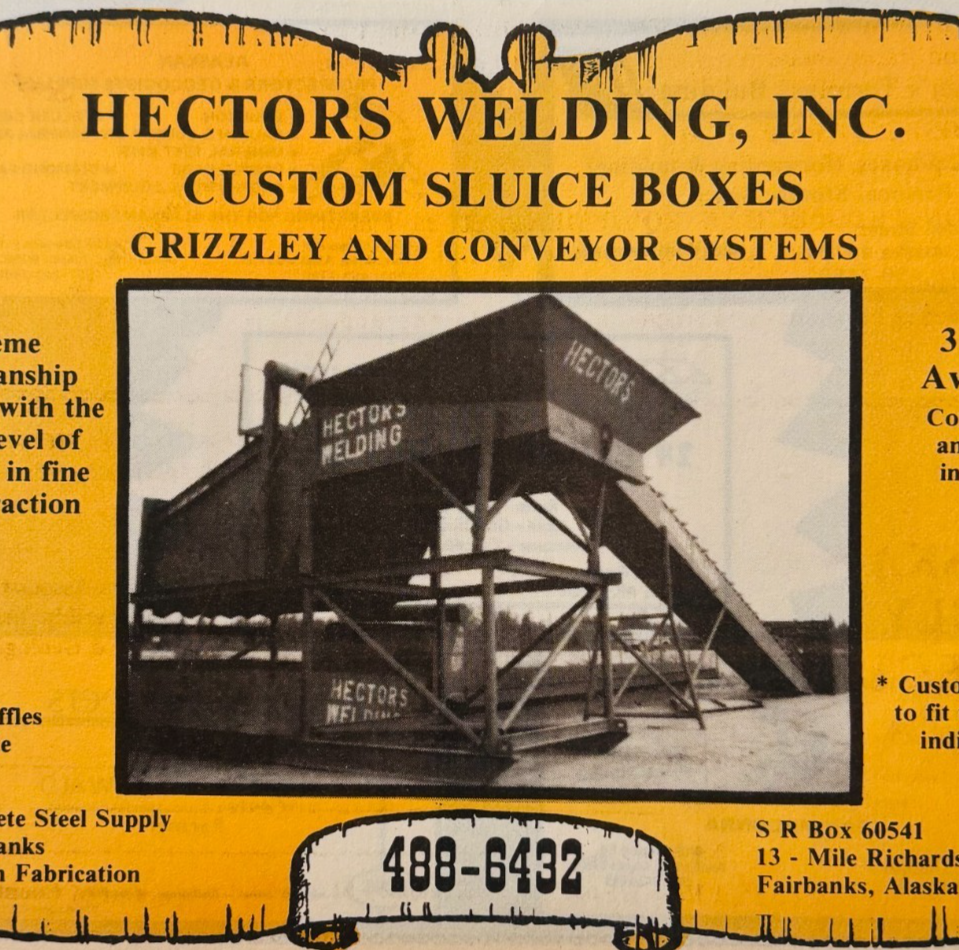 HECTORS WELDING, INC.
CUSTOM SLUICE BOXES
GRIZZLEY AND CONVEYOR SYSTEMS
eme
anship
with the
evel of
in fine
action
ffles
e
HECTORS
HECTORS
WELDING
HECTORS
WELDING
3
Av
Co
an
in
* Custo
to fit
indi
ete Steel Supply
anks
n Fabrication
488-6432
S R Box 60541
13 - Mile Richards
Fairbanks, Alaska